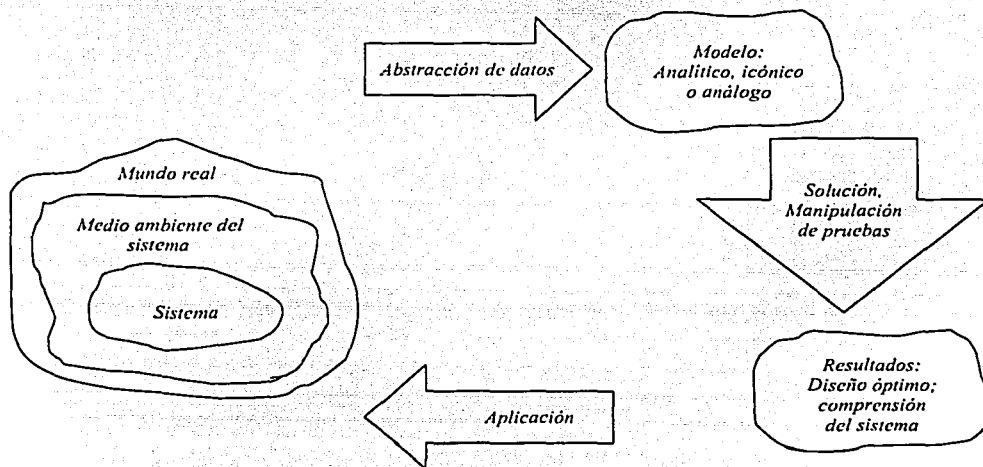 Abstracción de datos
Modelo:
Analítico, icónico
o análogo
Mundo real
Medio ambiente del
sistema
Sistema
Solución,
Manipulación
de pruebas
Resultados:
Diseño óptimo;
comprensión
del sistema
Aplicación